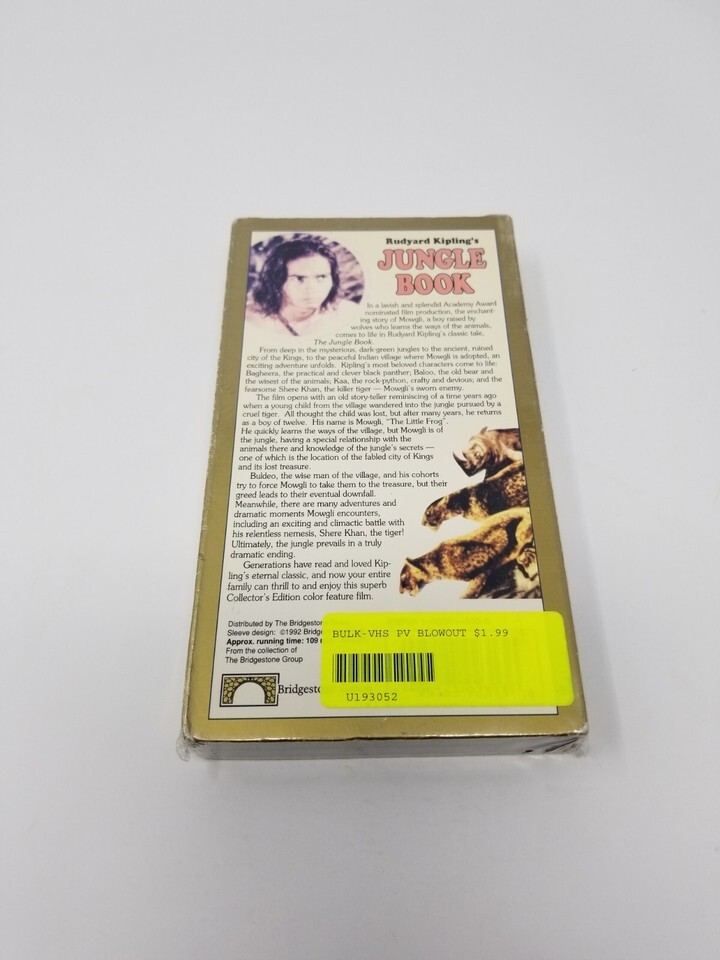 Rudyard Kipling's
JUNGLE
BOOK
In a lavish and splendid Academy Award
nominated film production, the enchant-
ing story of Mowgli, a boy raised by
wolves who learns the ways of the animals,
comes to life in Rudyard Kipling's classic tale,
The Jungle Book.
From deep in the mysterious, dark-green jungles to the ancient, ruined
city of the Kings, to the peaceful Indian village where Mowgli is adopted, an
exciting adventure unfolds. Kipling's most beloved characters come to life:
Bagheera, the practical and clever black panther; Baloo, the old bear and
the wisest of the animals; Kaa, the rock-python, crafty and devious; and the
fearsome Shere Khan, the killer tiger — Mowgli's sworn enemy.
The film opens with an old story-teller reminiscing of a time years ago
when a young child from the village wandered into the jungle pursued by a
cruel tiger. All thought the child was lost, but after many years, he returns
as a boy of twelve. His name is Mowgli, "The Little Frog".
He quickly learns the ways of the village, but Mowgli is of
the jungle, having a special relationship with the
animals there and knowledge of the jungle's secrets —
one of which is the location of the fabled city of Kings
and its lost treasure.
Buldeo, the wise man of the village, and his cohorts
try to force Mowgli to take them to the treasure, but their
greed leads to their eventual downfall.
Meanwhile, there are many adventures and
dramatic moments Mowgli encounters,
including an exciting and climactic battle with
his relentless nemesis, Shere Khan, the tiger!
Ultimately, the jungle prevails in a truly
dramatic ending.
Generations have read and loved Kip-
ling's eternal classic, and now your entire
family can thrill to and enjoy this superb
Collector's Edition color feature film.
Distributed by The Bridgestone
Sleeve design: ©1992 Bridge
Approx. running time: 109
From the collection of
The Bridgestone Group
Bridgesto
BULK-VHS PV BLOWOUT $1.99
U193052